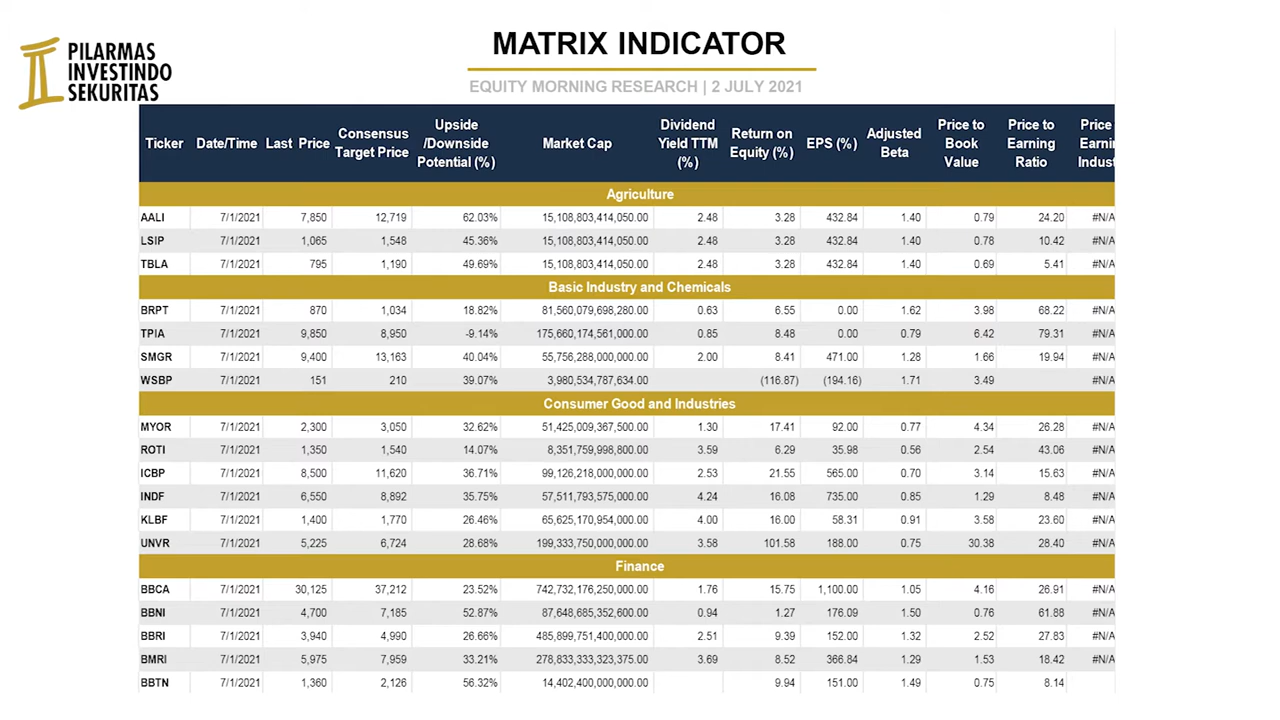 PILARMAS
INVESTINDO
SEKURITAS
MATRIX INDICATOR
EQUITY MORNING RESEARCH | 2 JULY 2021
Ticker Date/Time Last Price Consensus Target Price Upside /Downside Potential (%) Market Cap Dividend Yield TTM (%) Return on Equity (%) EPS (%) Adjusted Beta Price to Book Value Price to Earning Ratio Price Earnin Indust
Agriculture
AALI 7/1/2021 7,850 12,719 62.03% 15,108,803,414,050.00 2.48 3.28 432.84 1.40 0.79 24.20 #N/A
LSIP 7/1/2021 1,065 1,548 45.36% 15,108,803,414,050.00 2.48 3.28 432.84 1.40 0.78 10.42 #N/A
TBLA 7/1/2021 795 1,190 49.69% 15,108,803,414,050.00 2.48 3.28 432.84 1.40 0.69 5.41 #N/A
Basic Industry and Chemicals
BRPT 7/1/2021 870 1,034 18.82% 81,560,079,698,280.00 0.63 6.55 0.00 1.62 3.98 68.22 #N/A
TPIA 7/1/2021 9,850 8,950 -9.14% 175,660,174,561,000.00 0.85 8.48 0.00 0.79 6.42 79.31 #N/A
SMGR 7/1/2021 9,400 13,163 40.04% 55,756,288,000,000.00 2.00 8.41 471.00 1.28 1.66 19.94 #N/A
WSBP 7/1/2021 151 210 39.07% 3,980,534,787,634.00 (116.87) (194.16) 1.71 3.49 #N/A
Consumer Good and Industries
MYOR 7/1/2021 2,300 3,050 32.62% 51,425,009,367,500.00 1.30 17.41 92.00 0.77 4.34 26.28 #N/A
ROTI 7/1/2021 1,350 1,540 14.07% 8,351,759,998,800.00 3.59 6.29 35.98 0.56 2.54 43.06 #N/A
ICBP 7/1/2021 8,500 11,620 36.71% 99,126,218,000,000.00 2.53 21.55 565.00 0.70 3.14 15.63 #N/A
INDF 7/1/2021 6,550 8,892 35.75% 57,511,793,575,000.00 4.24 16.08 735.00 0.85 1.29 8.48 #N/A
KLBF 7/1/2021 1,400 1,770 26.46% 65,625,170,954,000.00 4.00 16.00 58.31 0.91 3.58 23.60 #N/A
UNVR 7/1/2021 5,225 6,724 28.68% 199,333,750,000,000.00 3.58 101.58 188.00 0.75 30.38 28.40 #N/A
Finance
BBCA 7/1/2021 30,125 37,212 23.52% 742,732,176,250,000.00 1.76 15.75 1,100.00 1.05 4.16 26.91 #N/A
BBNI 7/1/2021 4,700 7,185 52.87% 87,648,685,352,600.00 0.94 1.27 176.09 1.50 0.76 61.88 #N/A
BBRI 7/1/2021 3,940 4,990 26.66% 485,899,751,400,000.00 2.51 9.39 152.00 1.32 2.52 27.83 #N/A
BMRI 7/1/2021 5,975 7,959 33.21% 278,833,333,323,375.00 3.69 8.52 366.84 1.29 1.53 18.42 #N/A
BBTN 7/1/2021 1,360 2,126 56.32% 14,402,400,000,000.00 9.94 151.00 1.49 0.75 8.14 #N/A